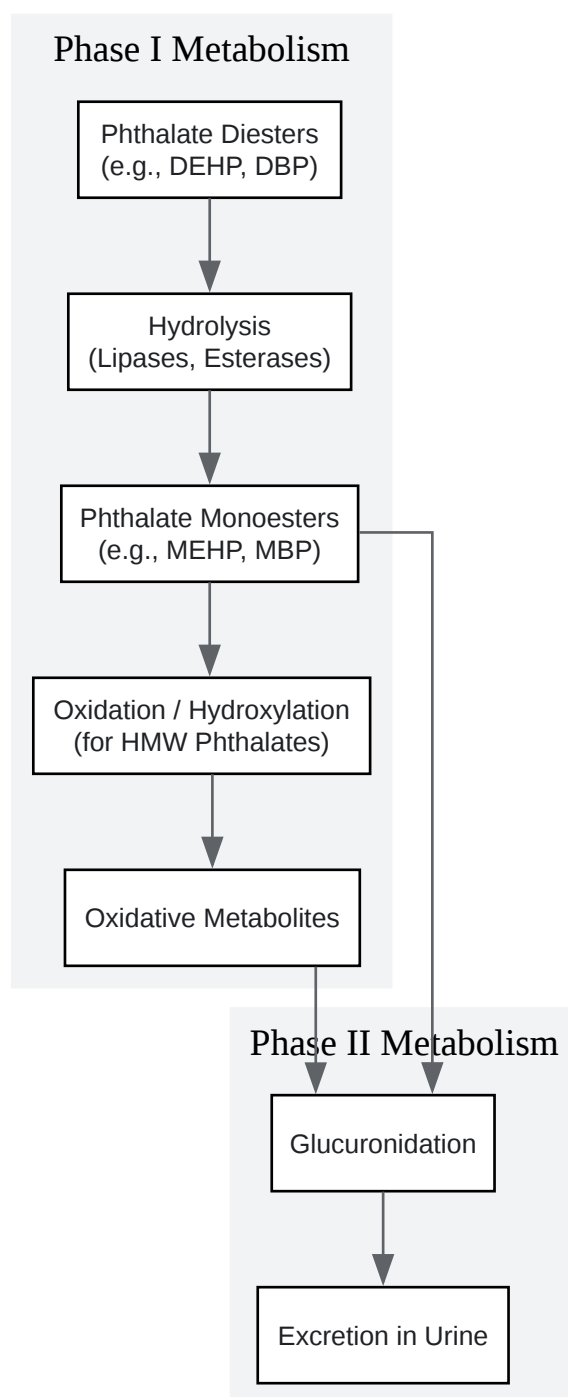 Phase I Metabolism
Phthalate Diesters
(e.g., DEHP, DBP)
Hydrolysis
(Lipases, Esterases)
Phthalate Monoesters
(e.g., MEHP, MBP)
Oxidation / Hydroxylation
(for HMW Phthalates)
Oxidative Metabolites
Phase II Metabolism
Glucuronidation
Excretion in Urine